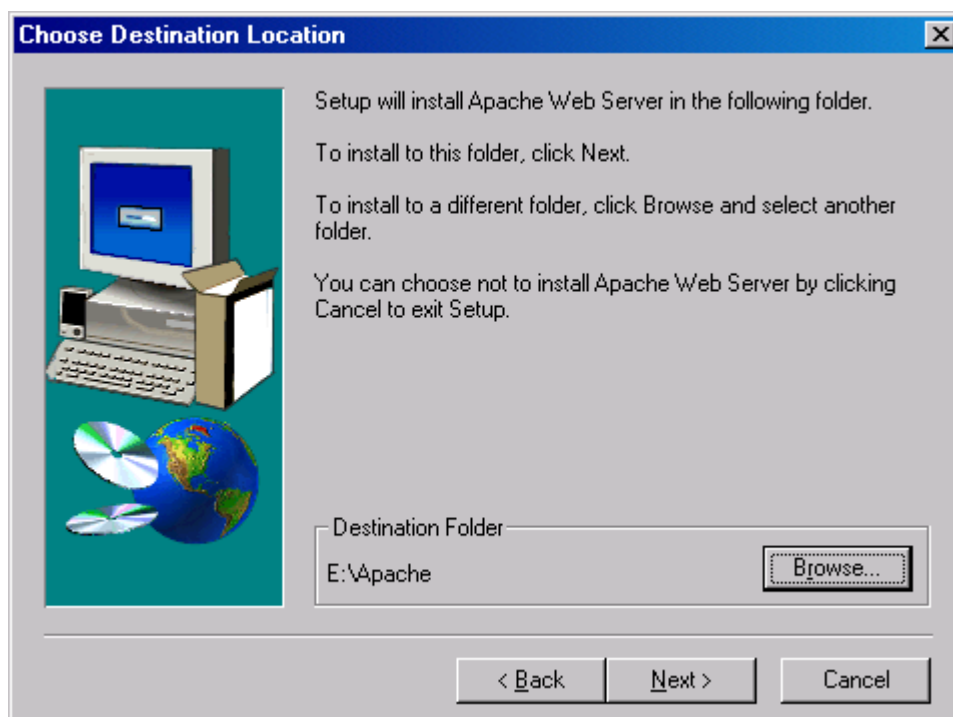 Choose Destination Location
Setup will install Apache Web Server in the following folder.
To install to this folder, click Next.
To install to a different folder, click Browse and select another
folder.
You can choose not to install Apache Web Server by clicking
Cancel to exit Setup.
Destination Folder
E:\Apache
Browse...
< Back
Next >
Cancel